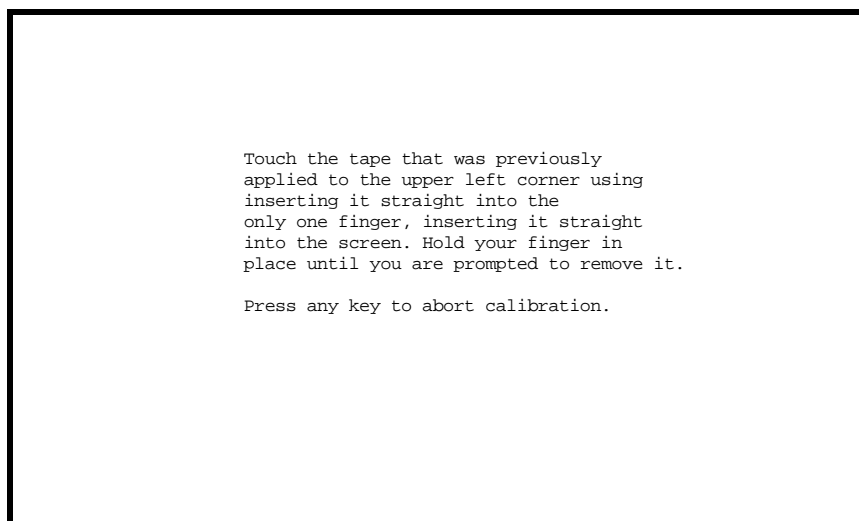 Touch the tape that was previously
applied to the upper left corner using
inserting it straight into the
only one finger, inserting it straight
into the screen. Hold your finger in
place until you are prompted to remove it.
Press any key to abort calibration.